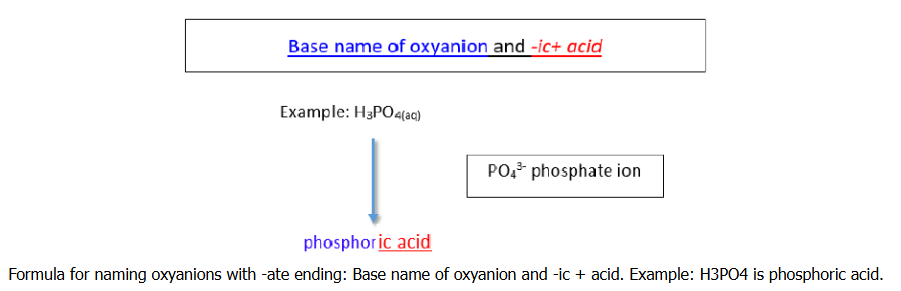 Base name of oxyanion and -ic+ acid
Example: H₃PO₄(aq)
PO₄³⁻ phosphate ion
phosphoric acid
Formula for naming oxyanions with -ate ending: Base name of oxyanion and -ic + acid. Example: H3PO4 is phosphoric acid.